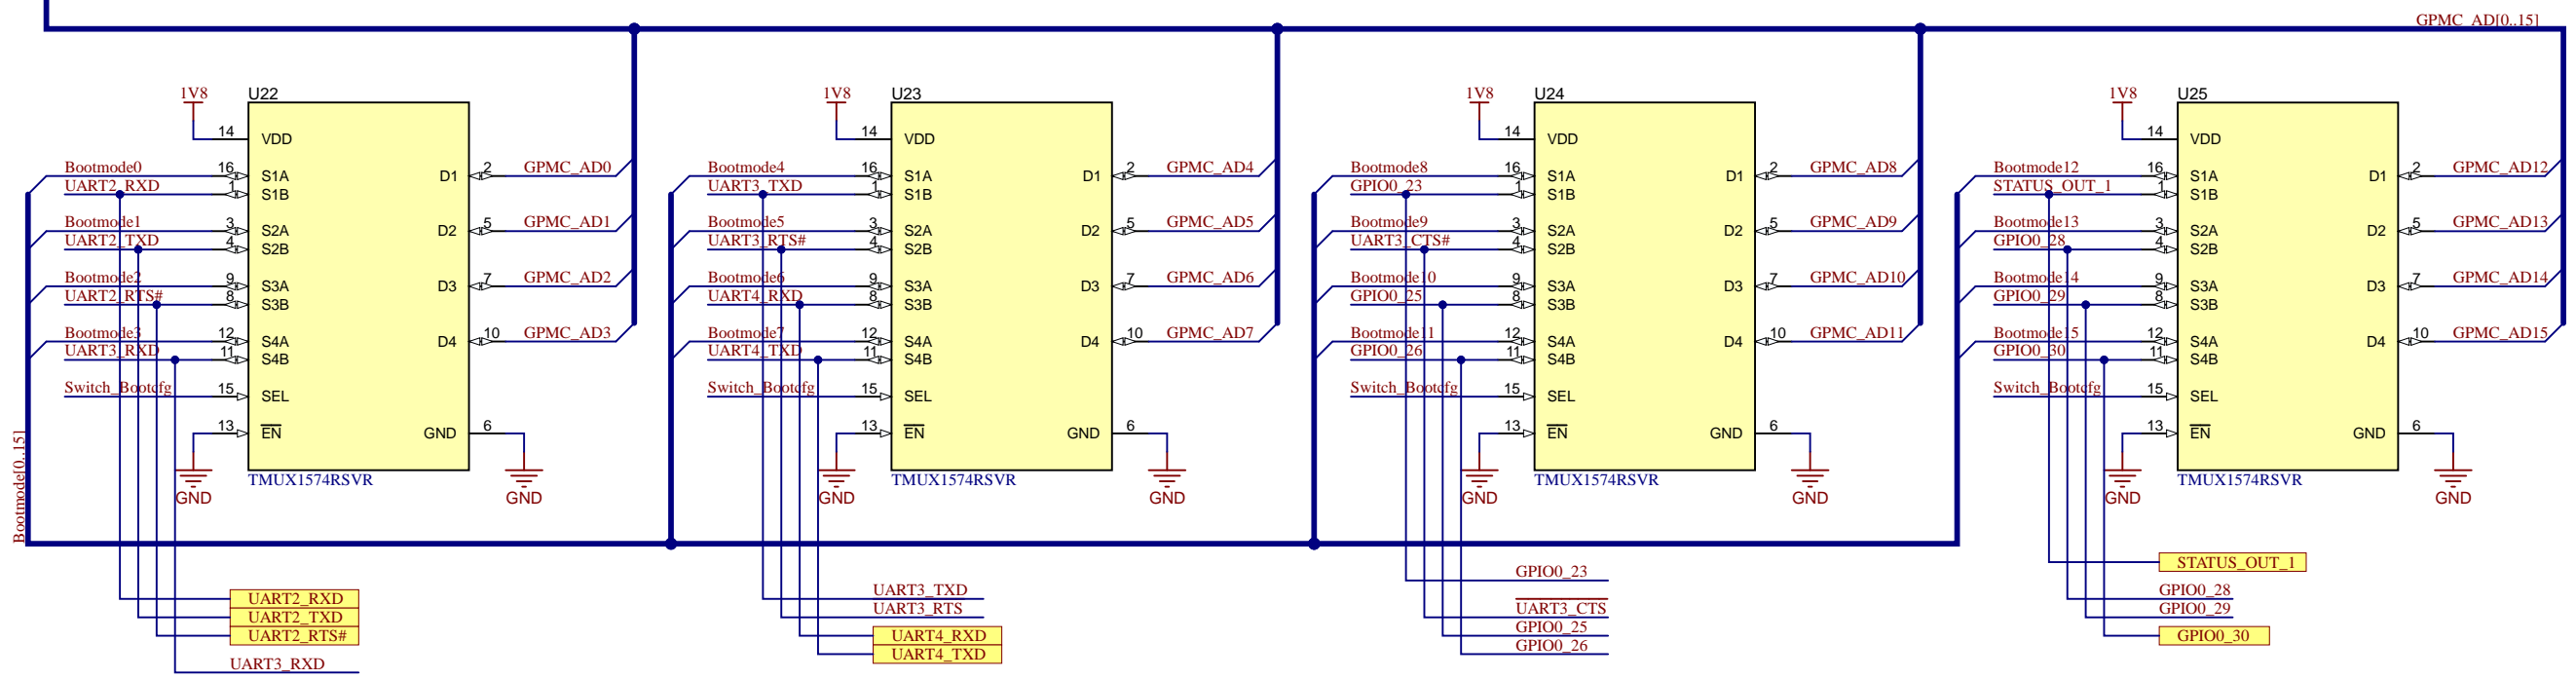 GPMC_AD[0..15]
U22
1V8
14 VDD
Bootmode0 16 S1A D1 2 GPMC_AD0
UART2_RXD 1 S1B
Bootmode1 3 S2A D2 5 GPMC_AD1
UART2_TXD 4 S2B
Bootmode2 9 S3A D3 7 GPMC_AD2
UART2_RTS# 8 S3B
Bootmode3 12 S4A D4 10 GPMC_AD3
UART3_RXD 11 S4B
Switch_Bootcfg 15 SEL
13 EN GND 6
GND
TMUX1574RSVR
GND
Bootmode[0..15]
UART2_RXD
UART2_TXD
UART2_RTS#
UART3_RXD
U23
1V8
14 VDD
Bootmode4 16 S1A D1 2 GPMC_AD4
UART3_TXD 1 S1B
Bootmode5 3 S2A D2 5 GPMC_AD5
UART3_RTS# 4 S2B
Bootmode6 9 S3A D3 7 GPMC_AD6
UART4_RXD 8 S3B
Bootmode7 12 S4A D4 10 GPMC_AD7
UART4_TXD 11 S4B
Switch_Bootcfg 15 SEL
13 EN GND 6
GND
TMUX1574RSVR
GND
UART3_TXD
UART3_RTS
UART4_RXD
UART4_TXD
U24
1V8
14 VDD
Bootmode8 16 S1A D1 2 GPMC_AD8
GPIO0_23 1 S1B
Bootmode9 3 S2A D2 5 GPMC_AD9
UART3_CTS# 4 S2B
Bootmode10 9 S3A D3 7 GPMC_AD10
GPIO0_25 8 S3B
Bootmode11 12 S4A D4 10 GPMC_AD11
GPIO0_26 11 S4B
Switch_Bootcfg 15 SEL
13 EN GND 6
GND
TMUX1574RSVR
GND
GPIO0_23
UART3_CTS
GPIO0_25
GPIO0_26
U25
1V8
14 VDD
Bootmode12 16 S1A D1 2 GPMC_AD12
STATUS_OUT_1 1 S1B
Bootmode13 3 S2A D2 5 GPMC_AD13
GPIO0_28 4 S2B
Bootmode14 9 S3A D3 7 GPMC_AD14
GPIO0_29 8 S3B
Bootmode15 12 S4A D4 10 GPMC_AD15
GPIO0_30 11 S4B
Switch_Bootcfg 15 SEL
13 EN GND 6
GND
TMUX1574RSVR
GND
STATUS_OUT_1
GPIO0_28
GPIO0_29
GPIO0_30